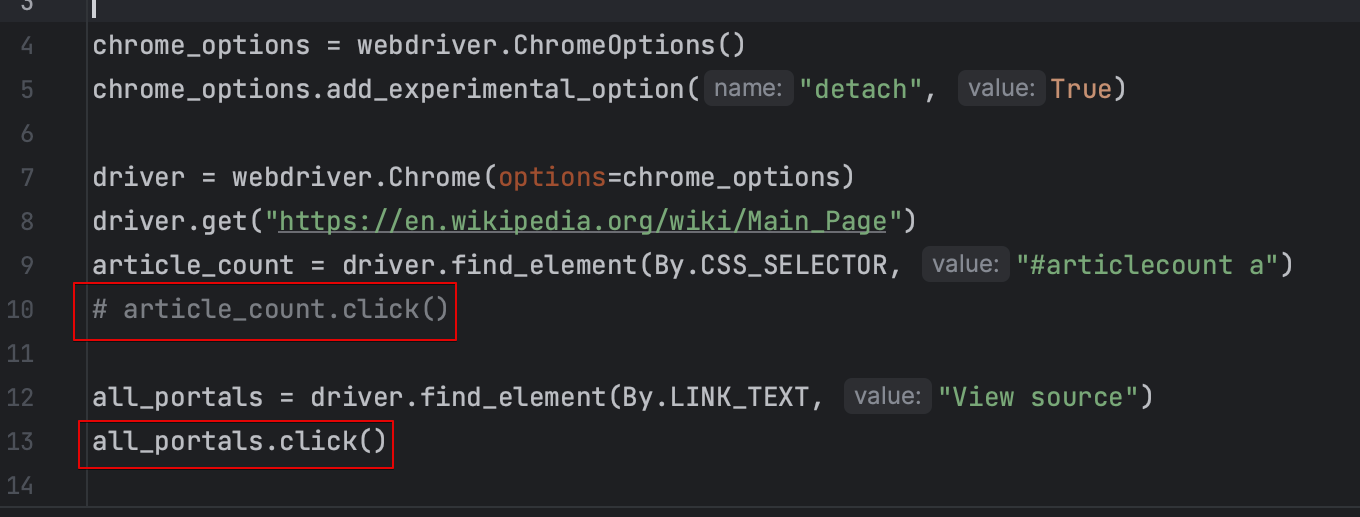 3
4 chrome_options = webdriver.ChromeOptions()
5 chrome_options.add_experimental_option( name: "detach", value: True)
6
7 driver = webdriver.Chrome(options=chrome_options)
8 driver.get("https://en.wikipedia.org/wiki/Main_Page")
9 article_count = driver.find_element(By.CSS_SELECTOR, value: "#articlecount a")
10 # article_count.click()
11
12 all_portals = driver.find_element(By.LINK_TEXT, value: "View source")
13 all_portals.click()
14